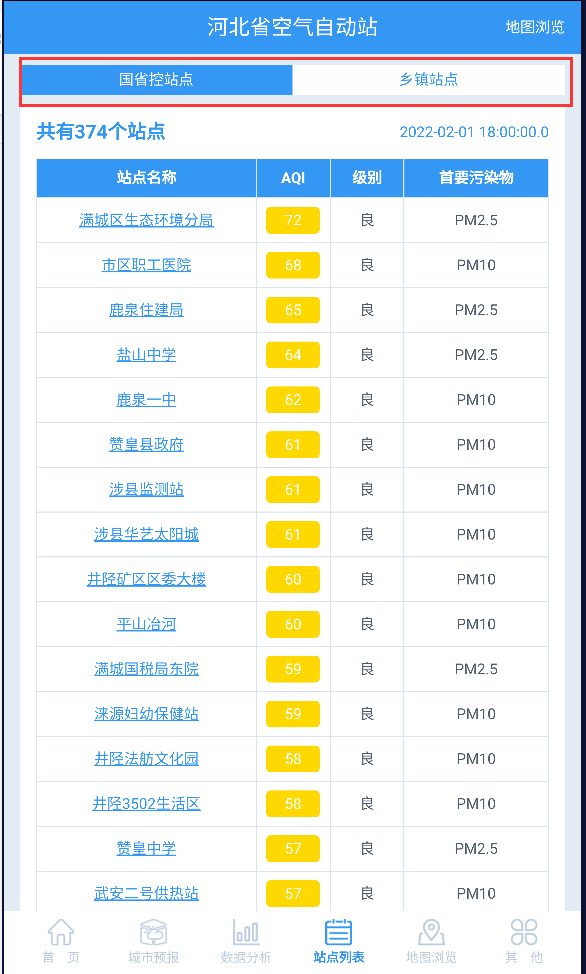 河北省空气自动站 地图浏览
国省控站点 乡镇站点
共有374个站点 2022-02-01 18:00:00.0
站点名称 AQI 级别 首要污染物
满城区生态环境分局 72 良 PM2.5
市区职工医院 68 良 PM10
鹿泉住建局 65 良 PM2.5
盐山中学 64 良 PM2.5
鹿泉一中 62 良 PM10
赞皇县政府 61 良 PM10
涉县监测站 61 良 PM10
涉县华艺太阳城 61 良 PM10
井陉矿区区委大楼 60 良 PM10
平山冶河 60 良 PM10
满城国税局东院 59 良 PM2.5
涞源妇幼保健站 59 良 PM10
井陉法舫文化园 58 良 PM10
井陉3502生活区 58 良 PM10
赞皇中学 57 良 PM2.5
武安二号供热站 57 良 PM10
首 页 城市预报 数据分析 站点列表 地图浏览 其 他